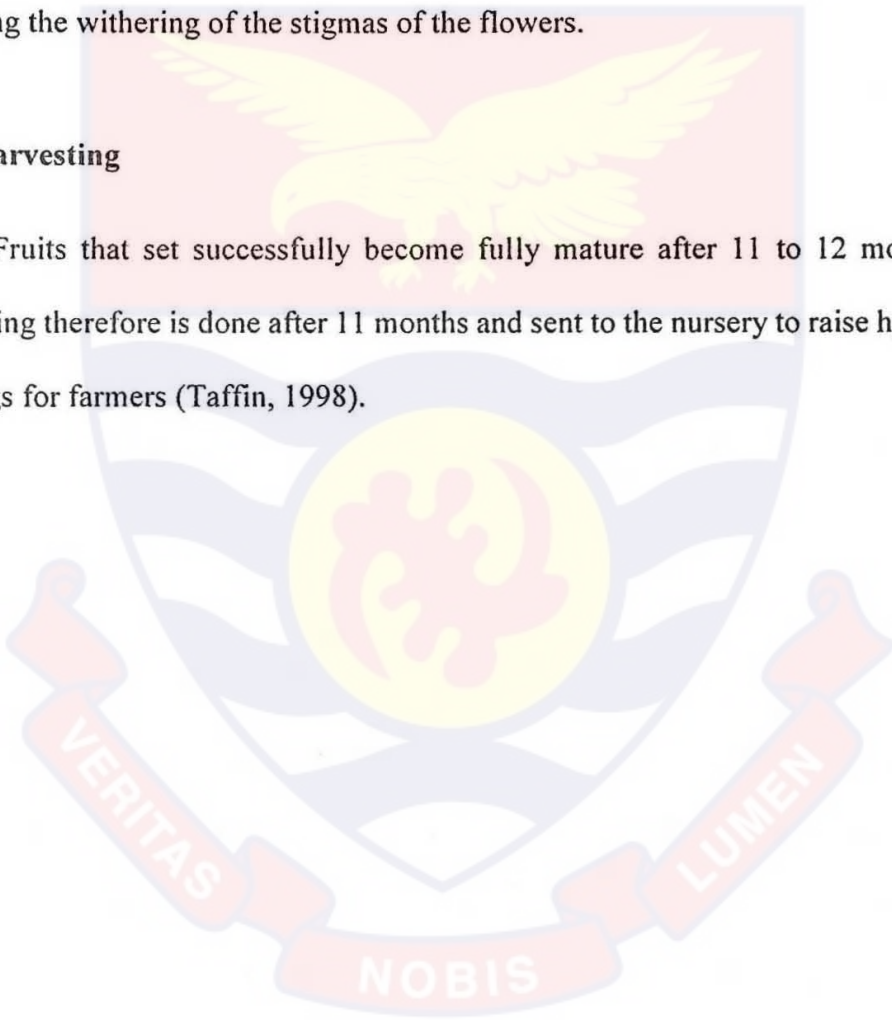 ng the withering of the stigmas of the flowers.
arvesting
Fruits that set successfully become fully mature after 11 to 12 mo
ing therefore is done after 11 months and sent to the nursery to raise h
s for farmers (Taffin, 1998).
VERITAS
NOBIS
LUMEN